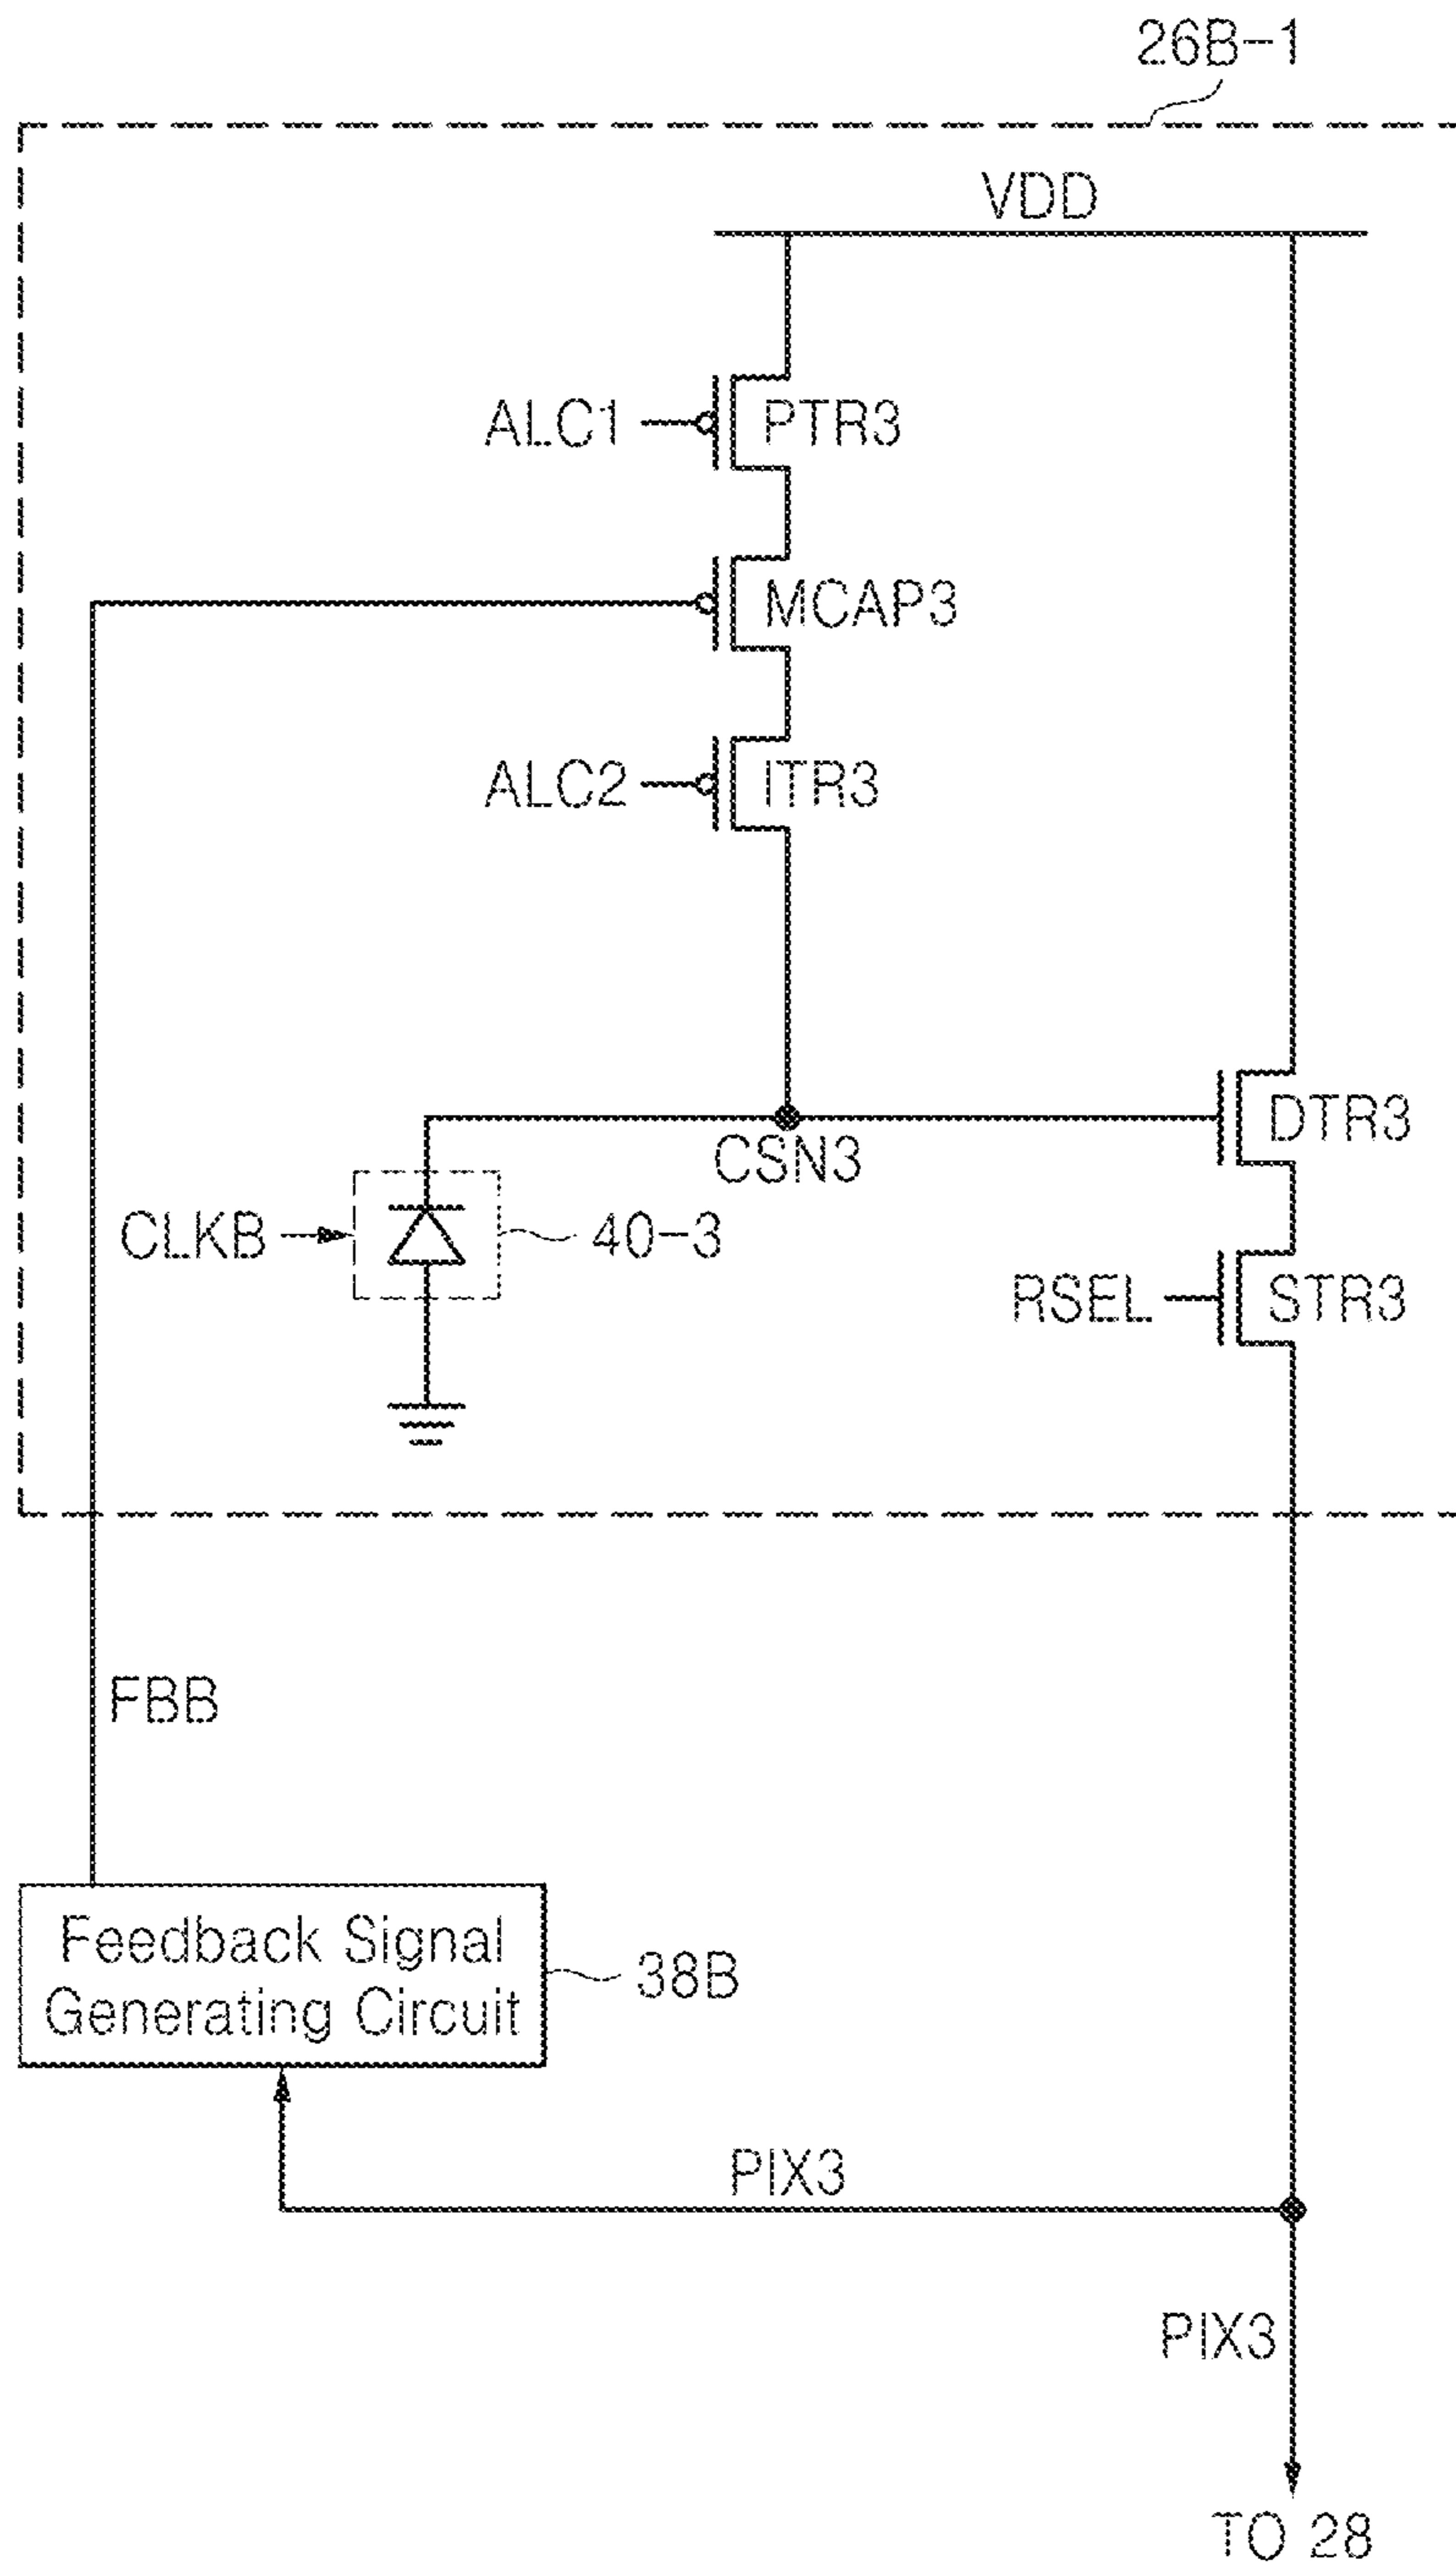 26B-1
VDD
ALC1
PTR3
MCAP3
ALC2
ITR3
DTR3
CSN3
CLKB
40-3
RSEL
STR3
FBB
Feedback Signal
Generating Circuit
38B
PIX3
PIX3
TO 28